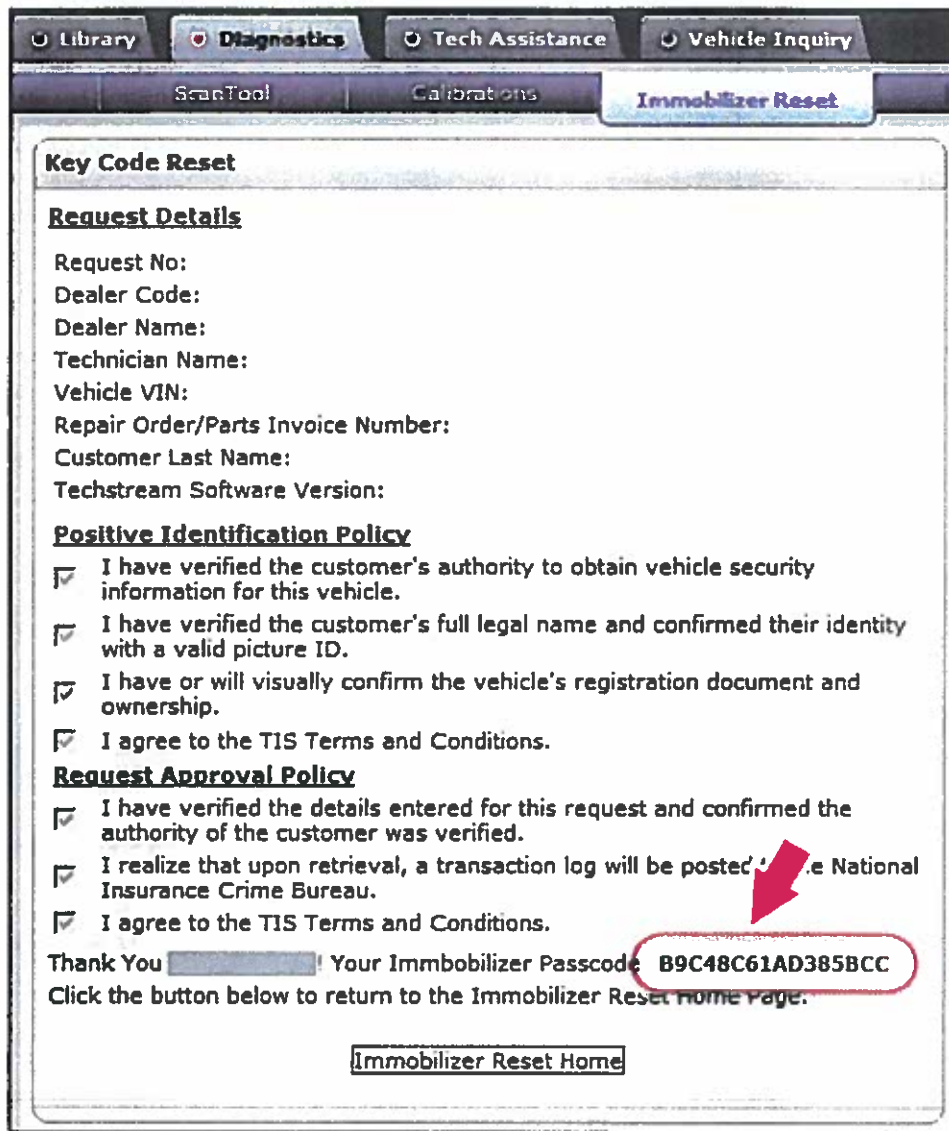 Library Diagnostics Tech Assistance Vehicle Inquiry
ScanTool Calibrations Immobilizer Reset
Key Code Reset
Request Details
Request No:
Dealer Code:
Dealer Name:
Technician Name:
Vehicle VIN:
Repair Order/Parts Invoice Number:
Customer Last Name:
Techstream Software Version:
Positive Identification Policy
I have verified the customer's authority to obtain vehicle security
information for this vehicle.
I have verified the customer's full legal name and confirmed their identity
with a valid picture ID.
I have or will visually confirm the vehicle's registration document and
ownership.
I agree to the TIS Terms and Conditions.
Request Approval Policy
I have verified the details entered for this request and confirmed the
authority of the customer was verified.
I realize that upon retrieval, a transaction log will be posted National
Insurance Crime Bureau.
I agree to the TIS Terms and Conditions.
Thank You ! Your Immbobilizer Passcode B9C48C61AD385BCC
Click the button below to return to the Immobilizer Reset Home Page.
Immobilizer Reset Home